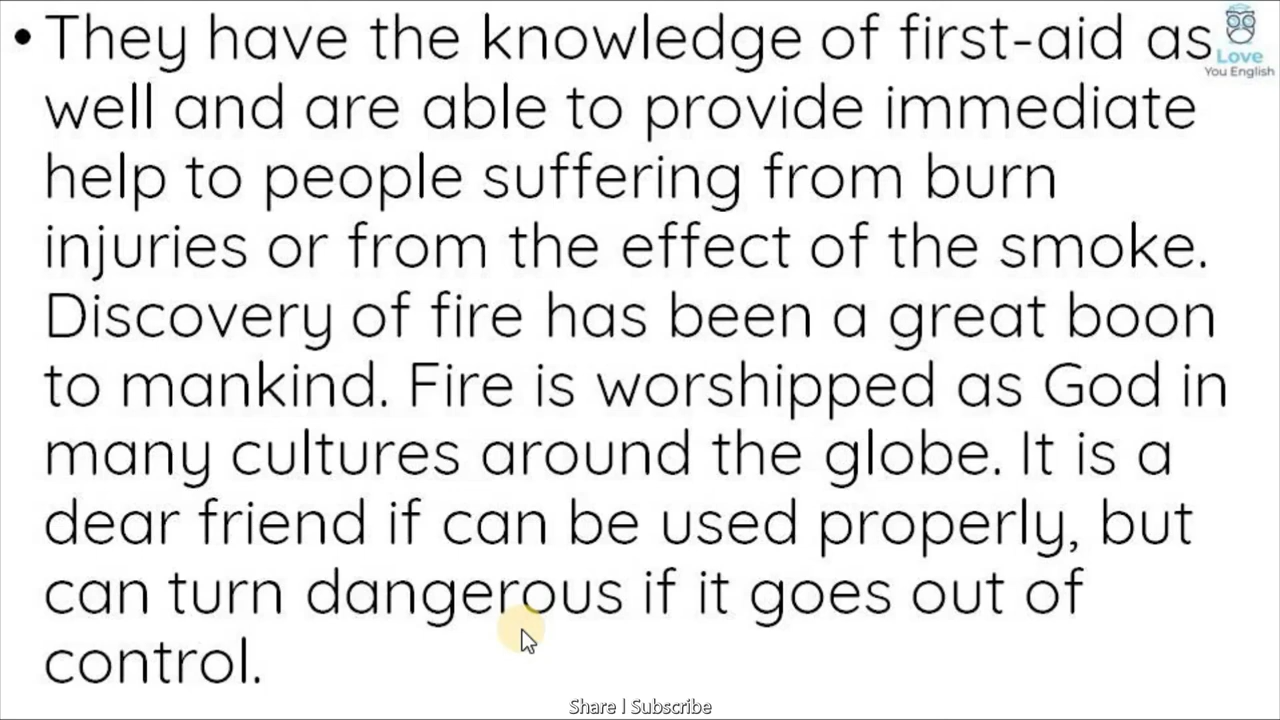 • They have the knowledge of first-aid as
well and are able to provide immediate
help to people suffering from burn
injuries or from the effect of the smoke.
Discovery of fire has been a great boon
to mankind. Fire is worshipped as God in
many cultures around the globe. It is a
dear friend if can be used properly, but
can turn dangerous if it goes out of
control.
Love
You English
Share | Subscribe